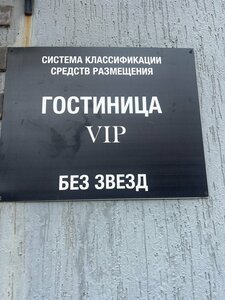 СИСТЕМА КЛАССИФИКАЦИИ
СРЕДСТВ РАЗМЕЩЕНИЯ
ГОСТИНИЦА
VIP
БЕЗ ЗВЕЗД